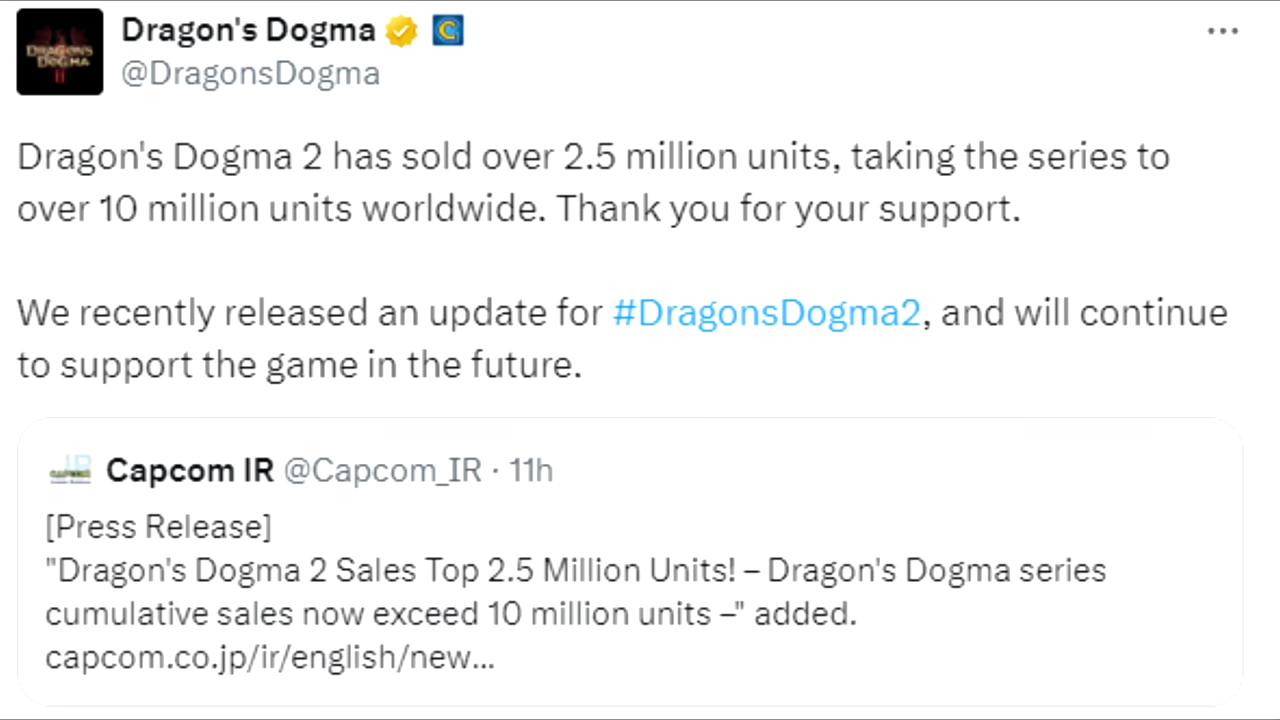 DRAGON'S
DOGMA
II
Dragon's Dogma
@DragonsDogma
Dragon's Dogma 2 has sold over 2.5 million units, taking the series to
over 10 million units worldwide. Thank you for your support.
We recently released an update for #DragonsDogma2, and will continue
to support the game in the future.
Capcom IR @Capcom_IR · 11h
[Press Release]
"Dragon's Dogma 2 Sales Top 2.5 Million Units! – Dragon's Dogma series
cumulative sales now exceed 10 million units –" added.
capcom.co.jp/ir/english/new...